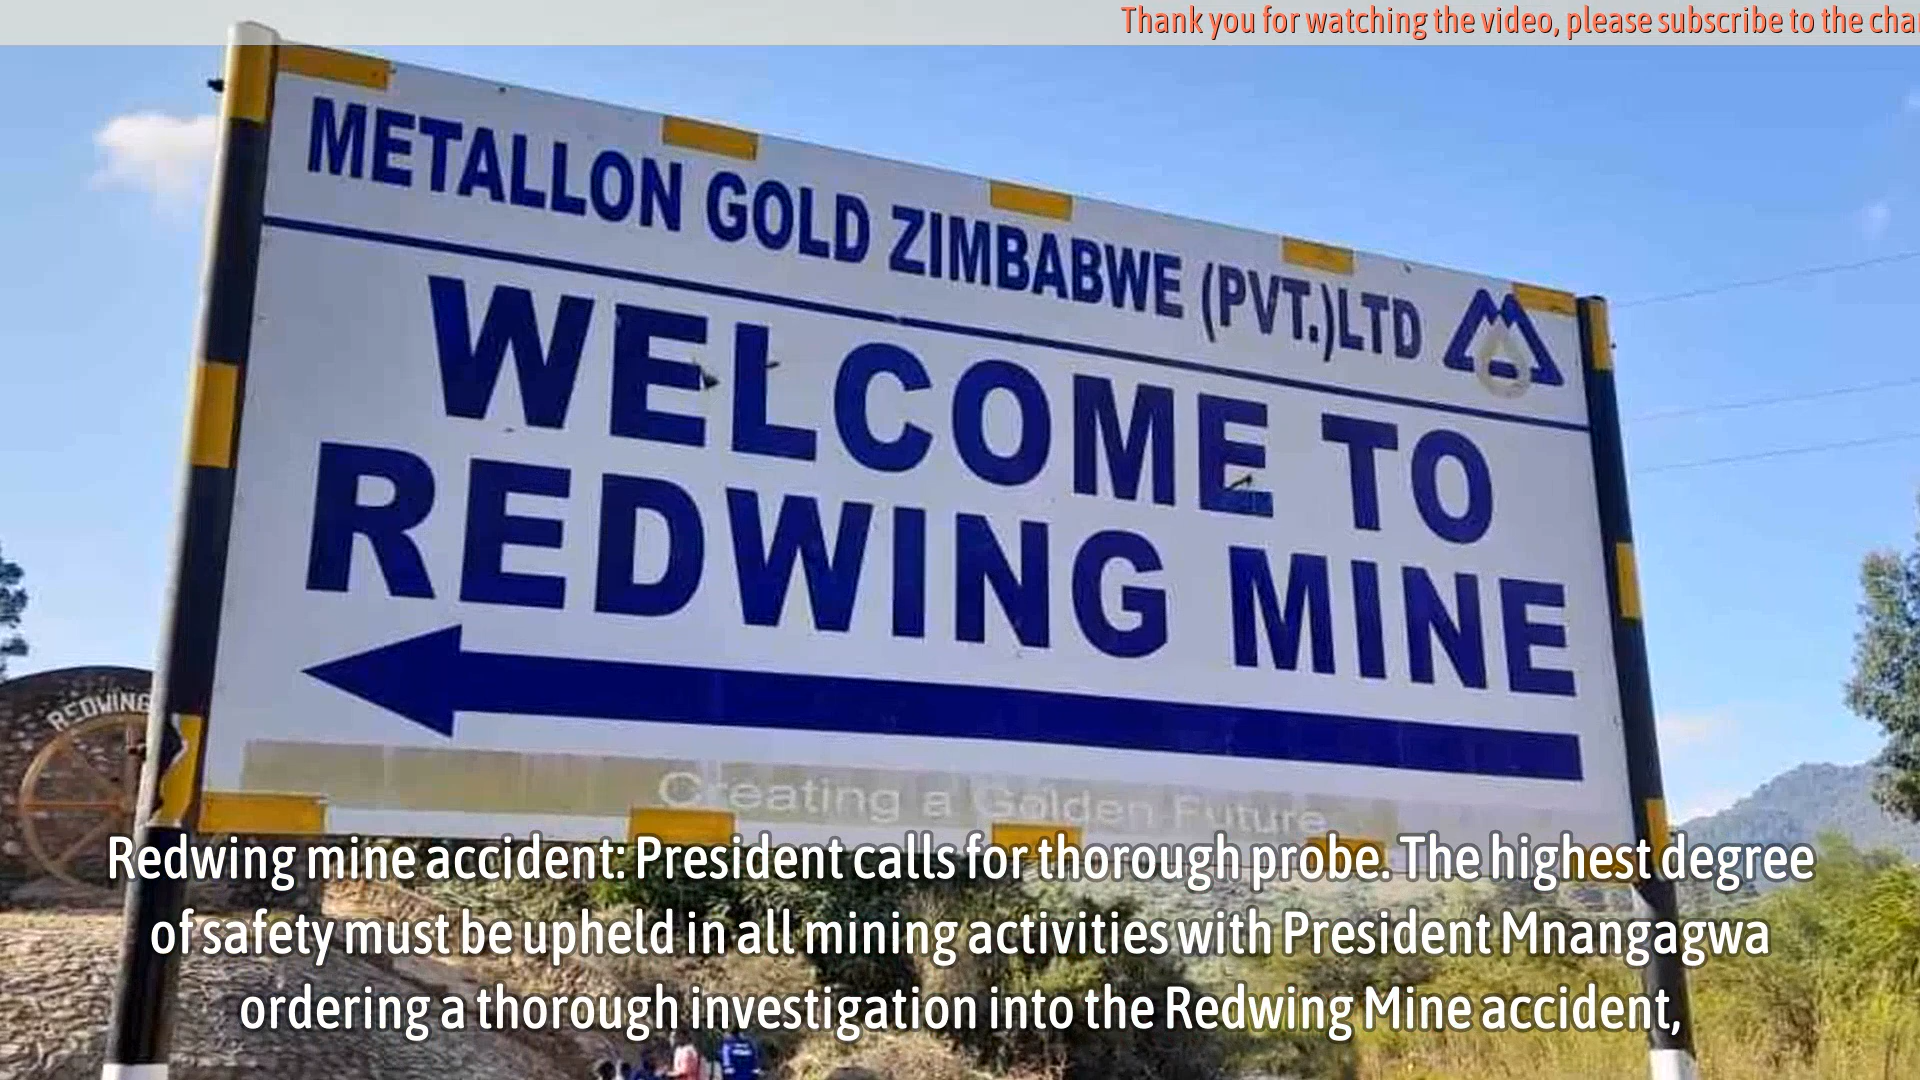 Thank you for watching the video, please subscribe to the
METALLON GOLD ZIMBABWE (PVT.)LTD
WELCOME TO
REDWING MINE
REDWING
Creating a Golden Future
Redwing mine accident: President calls for thorough probe. The highest degree
of safety must be upheld in all mining activities with President Mnangagwa
ordering a thorough investigation into the Redwing Mine accident,